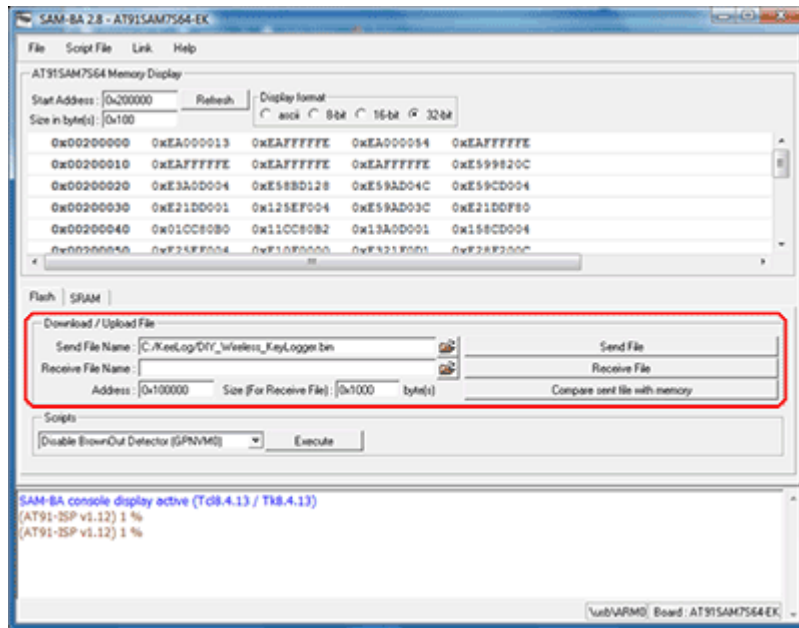 SAM-BA 2.8 - AT91SAM7S64-EK
File Script File Link Help
AT91SAM7S64 Memory Display
Start Address : 0x200000 Refresh Display format
Size in byte(s) : 0x100 ascii 8-bit 16-bit 32-bit
0x00200000 0xEA000013 0xEAFFFFFE 0xEA000054 0xEAFFFFFE
0x00200010 0xEAFFFFFE 0xEAFFFFFE 0xEAFFFFFE 0xE599820C
0x00200020 0xE3A0D004 0xE58BD128 0xE59AD04C 0xE59CD004
0x00200030 0xE21DD001 0x125EF004 0xE59AD03C 0xE21DDF80
0x00200040 0x01CC80B0 0x11CC80B2 0x13A0D001 0x158CD004
0x00200050 0xE25EF004 0xE10F0000 0xE321F0D1 0xE28F200C
Flash SRAM
Download / Upload File
Send File Name : C:/KeeLog/DIY_Wireless_KeyLogger.bin Send File
Receive File Name : Receive File
Address : 0x100000 Size (For Receive File) : 0x1000 byte(s) Compare sent file with memory
Scripts
Disable BrownOut Detector (GPNVM0) Execute
SAM-BA console display active (Tcl8.4.13 / Tk8.4.13)
(AT91-ISP v1.12) 1 %
(AT91-ISP v1.12) 1 %
\usb\ARM0 Board : AT91SAM7S64-EK